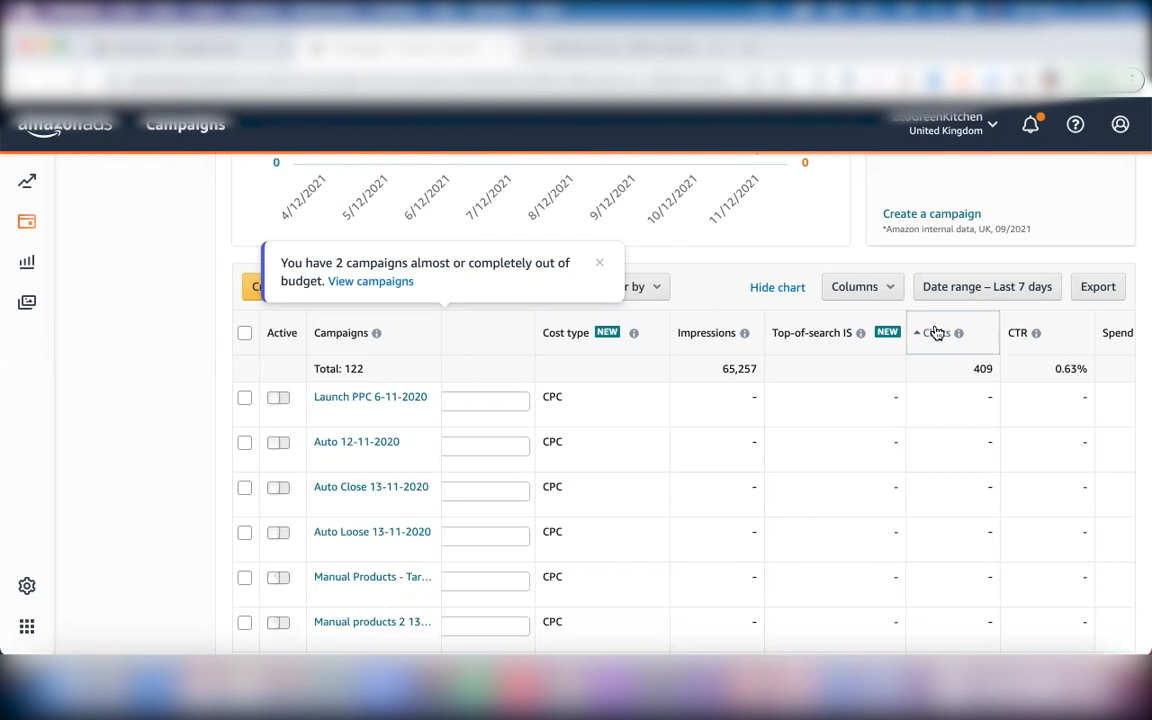 amazonads
Campaigns
EcoGreenKitchen
United Kingdom
0
0
4/12/2021
5/12/2021
6/12/2021
7/12/2021
8/12/2021
9/12/2021
10/12/2021
11/12/2021
Create a campaign
*Amazon internal data, UK, 09/2021
You have 2 campaigns almost or completely out of
budget. View campaigns
Hide chart
Columns
Date range – Last 7 days
Export
Active
Campaigns
Cost type NEW
Impressions
Top-of-search IS NEW
CTR
Spend
Total: 122
65,257
409
0.63%
Launch PPC 6-11-2020
CPC
-
-
-
-
Auto 12-11-2020
CPC
-
-
-
-
Auto Close 13-11-2020
CPC
-
-
-
-
Auto Loose 13-11-2020
CPC
-
-
-
-
Manual Products - Tar...
CPC
-
-
-
-
Manual products 2 13...
CPC
-
-
-
-